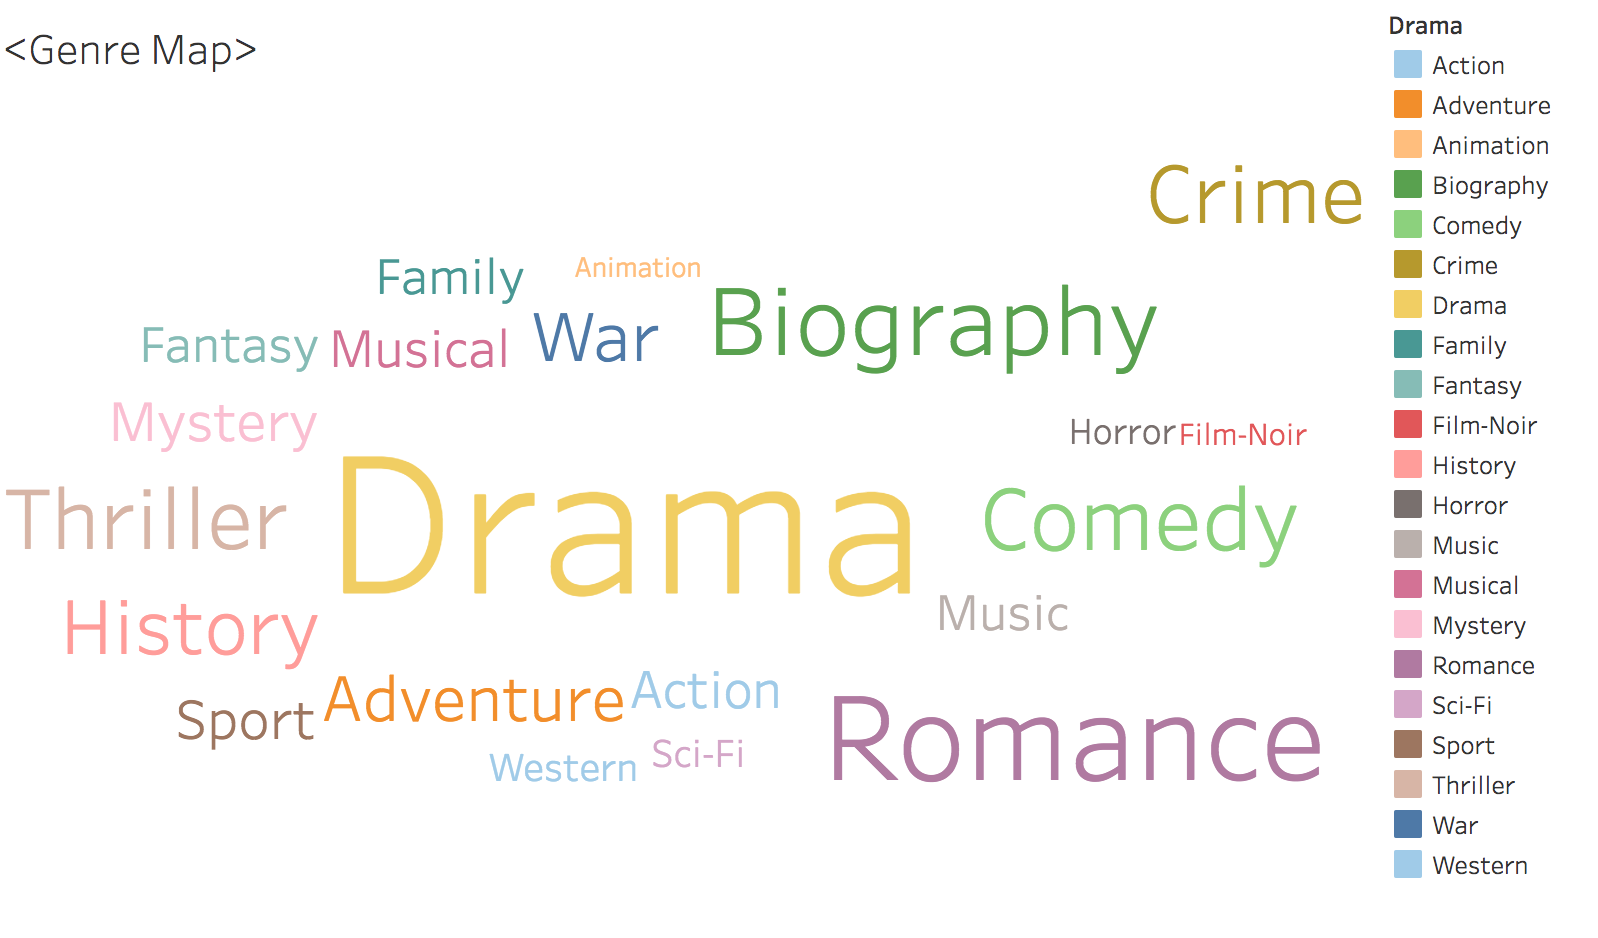 <Genre Map>
Crime
Family
Animation
Biography
Fantasy
Musical
War
Mystery
Horror
Film-Noir
Thriller
Drama
Comedy
History
Music
Sport
Adventure
Action
Western
Sci-Fi
Romance
Drama
Action
Adventure
Animation
Biography
Comedy
Crime
Drama
Family
Fantasy
Film-Noir
History
Horror
Music
Musical
Mystery
Romance
Sci-Fi
Sport
Thriller
War
Western